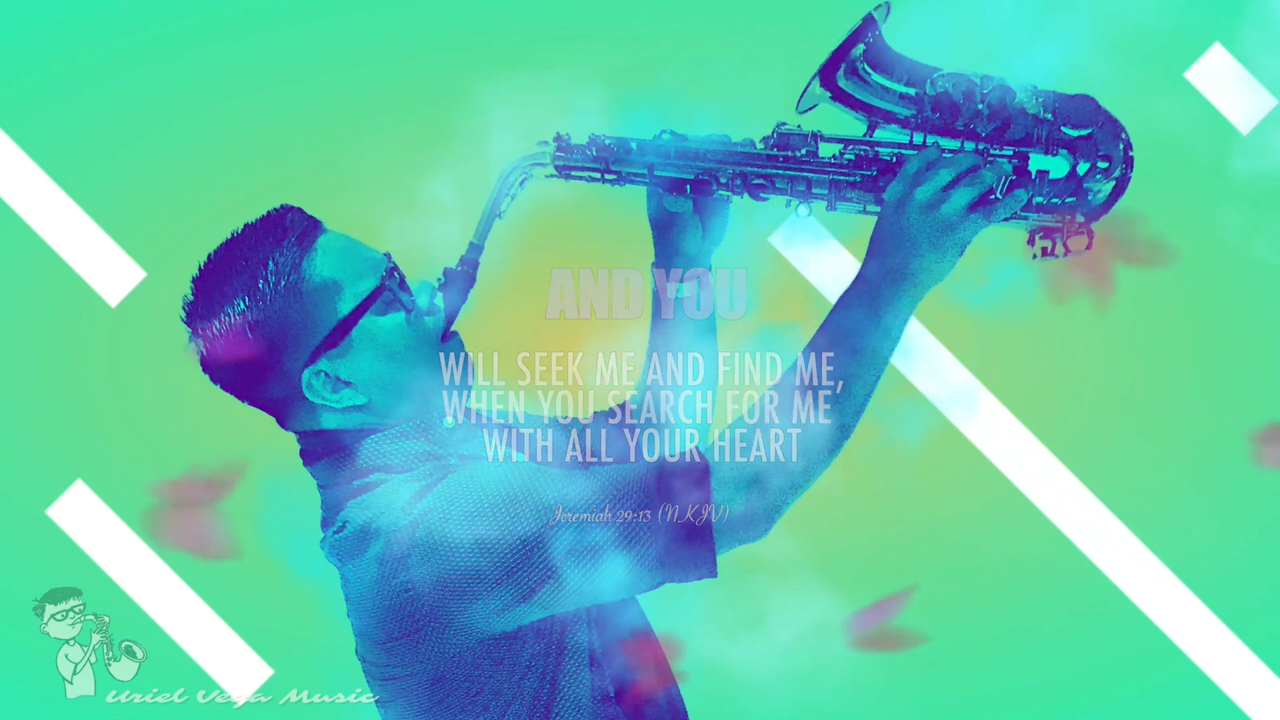 AND YOU
WILL SEEK ME AND FIND ME,
WHEN YOU SEARCH FOR ME
WITH ALL YOUR HEART
Jeremiah 29:13 (NKJV)
Uriel Vega Music